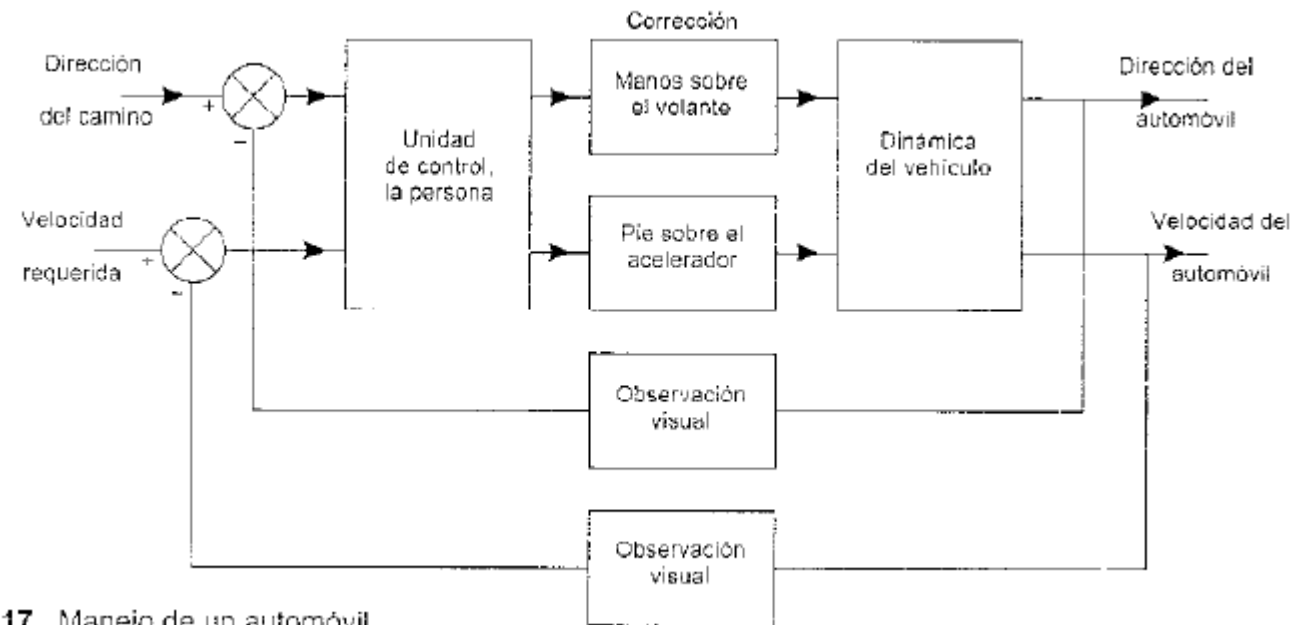 Corrección
Dirección
del camino
+
−
Unidad
de control,
la persona
Manos sobre
el volante
Dinámica
del vehículo
Dirección del
automóvil
Velocidad
requerida
+
−
Pie sobre el
acelerador
Velocidad del
automóvil
Observación
visual
Observación
visual
17 Manejo de un automóvil